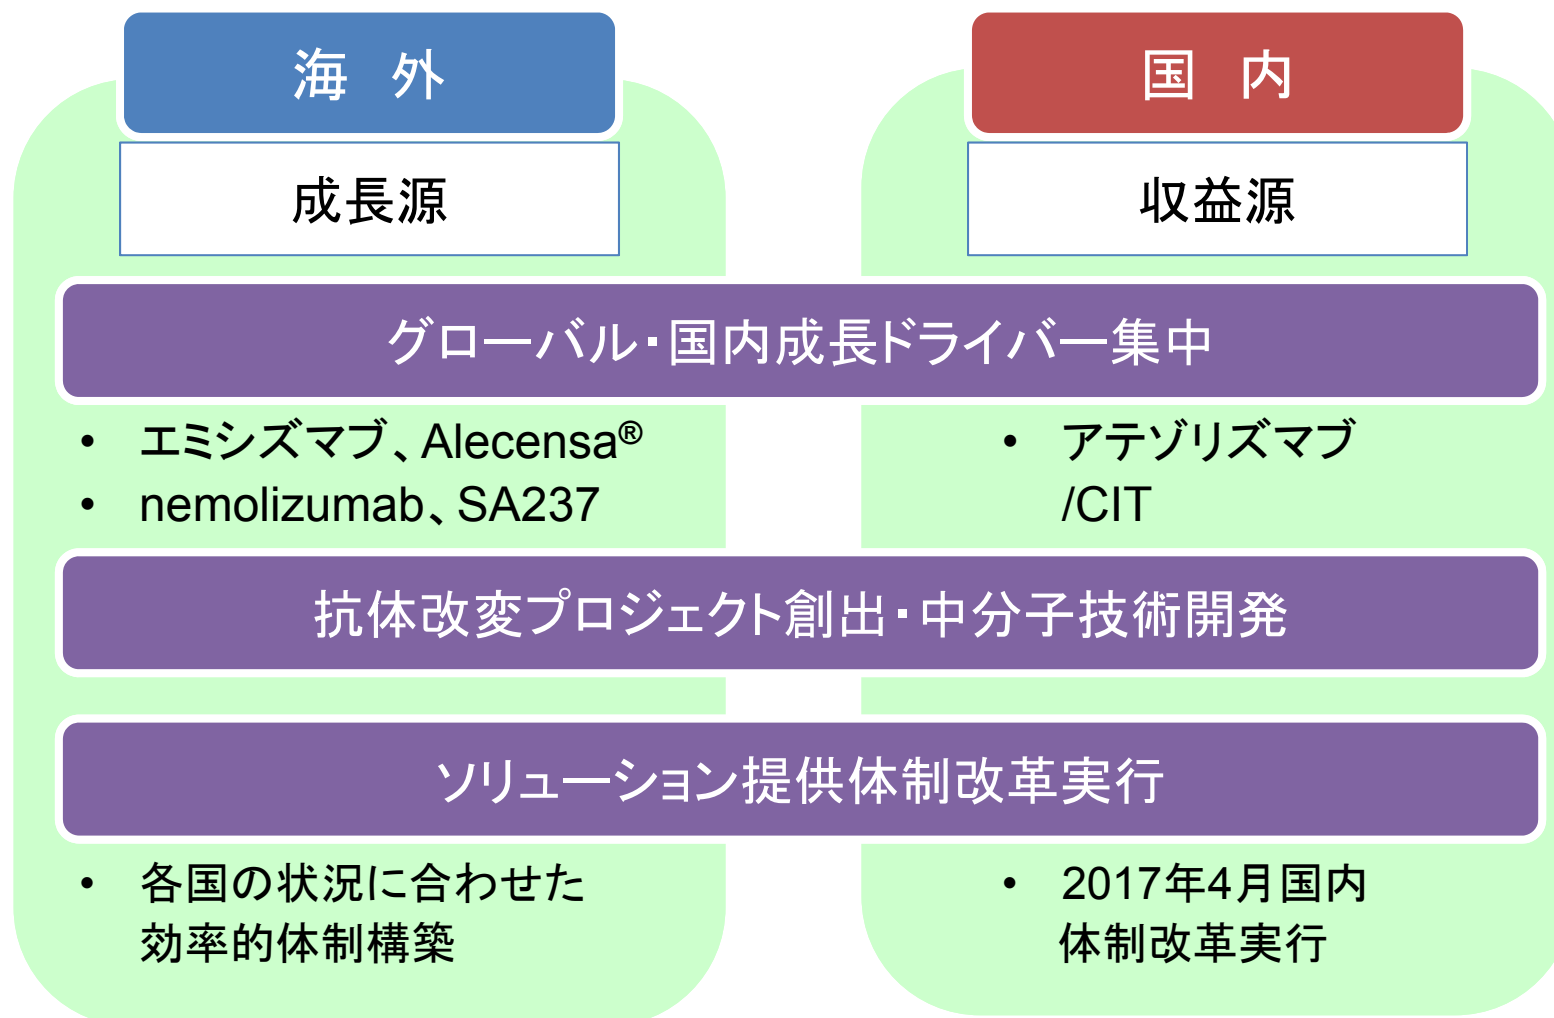 海　外
国　内
成長源
収益源
グローバル・国内成長ドライバー集中
• エミシズマブ、Alecensa®
• nemolizumab、SA237
• アテゾリズマブ
/CIT
抗体改変プロジェクト創出・中分子技術開発
ソリューション提供体制改革実行
• 各国の状況に合わせた
効率的体制構築
• 2017年4月国内
体制改革実行